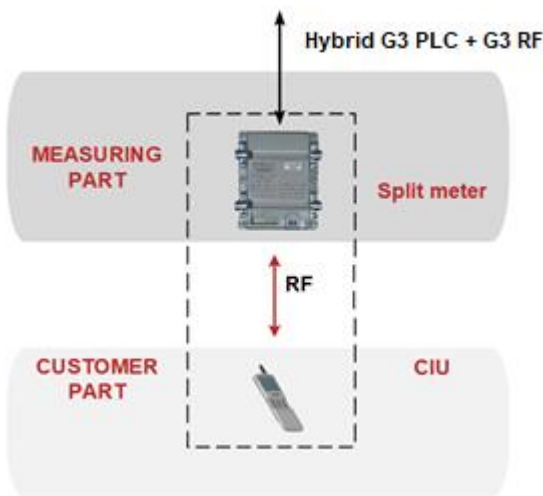 Hybrid G3 PLC + G3 RF
MEASURING
PART
Split meter
RF
CUSTOMER
PART
CIU